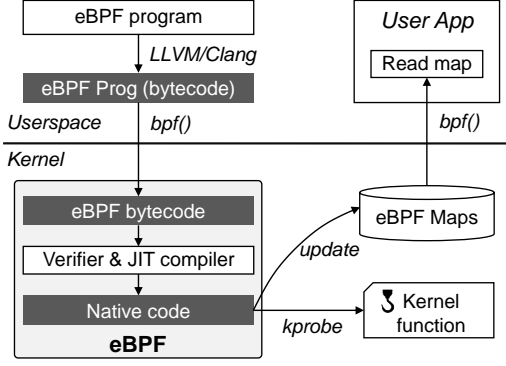 eBPF program
User App
LLVM/Clang
Read map
eBPF Prog (bytecode)
Userspace
bpf()
bpf()
Kernel
eBPF bytecode
eBPF Maps
Verifier & JIT compiler
update
Native code
Kernel
function
kprobe
eBPF